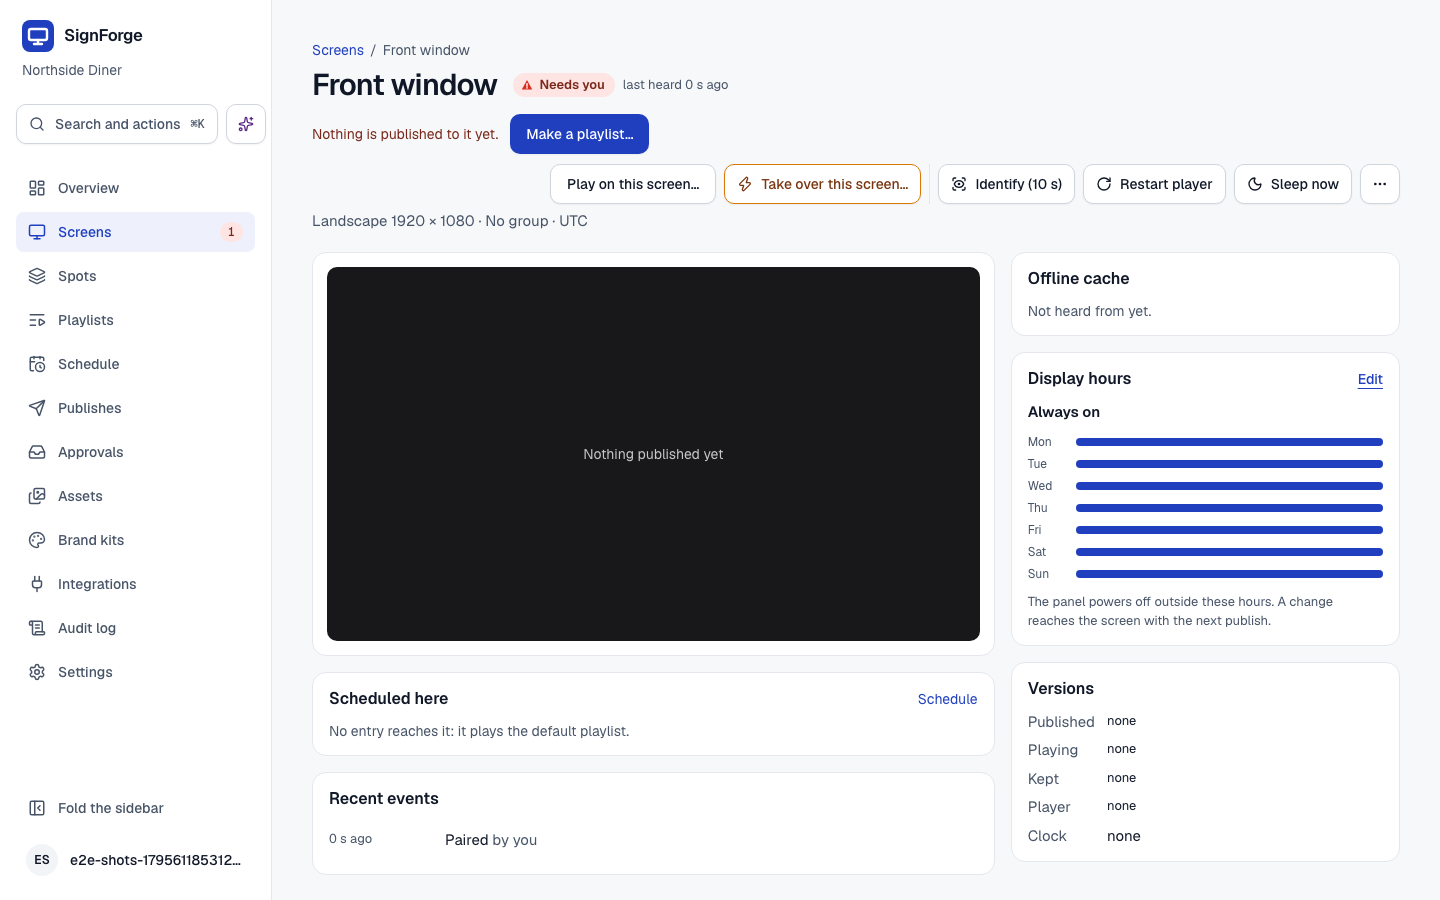 SignForge
Northside Diner
Search and actions ⌘K
Overview
Screens 1
Spots
Playlists
Schedule
Publishes
Approvals
Assets
Brand kits
Integrations
Audit log
Settings
Fold the sidebar
ES e2e-shots-179561185312...
Screens / Front window
Front window Needs you last heard 0 s ago
Nothing is published to it yet. Make a playlist...
Play on this screen... Take over this screen... Identify (10 s) Restart player Sleep now
Landscape 1920 × 1080 · No group · UTC
Nothing published yet
Scheduled here Schedule
No entry reaches it: it plays the default playlist.
Recent events
0 s ago Paired by you
Offline cache
Not heard from yet.
Display hours Edit
Always on
Mon
Tue
Wed
Thu
Fri
Sat
Sun
The panel powers off outside these hours. A change
reaches the screen with the next publish.
Versions
Published none
Playing none
Kept none
Player none
Clock none